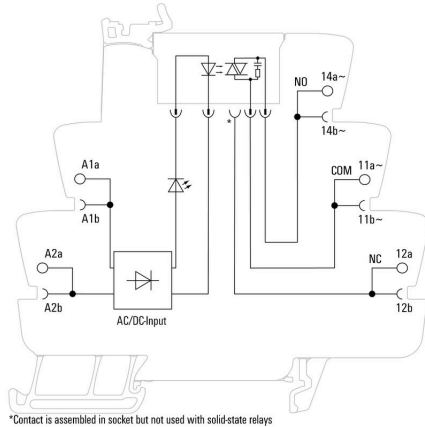 NO
14a~
*
14b~
A1a
COM
11a~
A1b
11b~
A2a
NC
12a
A2b
12b
AC/DC-Input
*Contact is assembled in socket but not used with solid-state relays